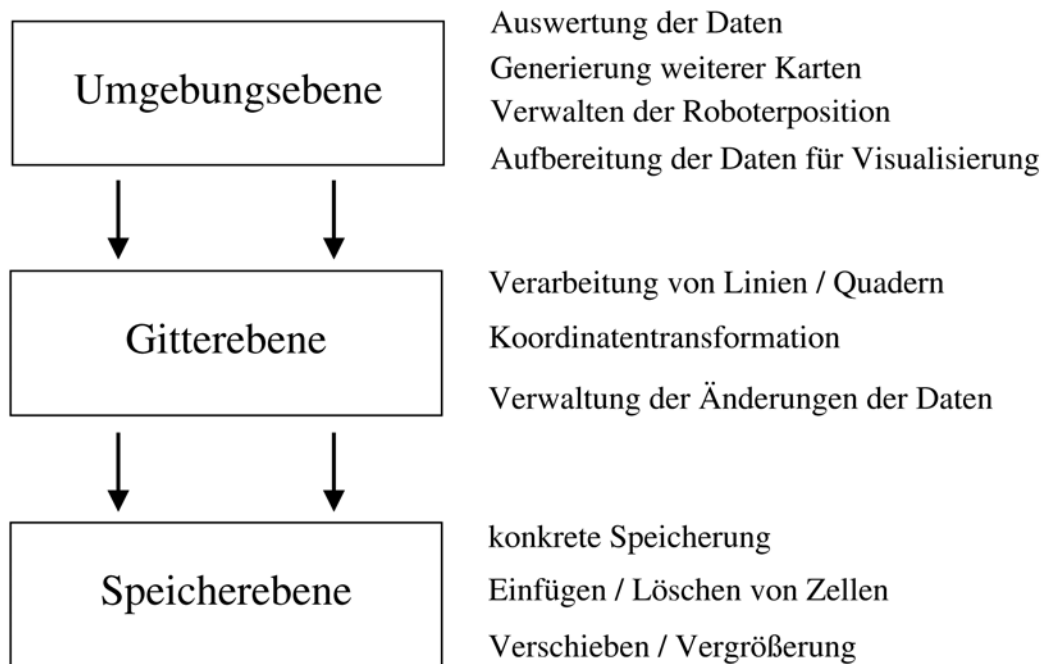 Umgebungsebene
Auswertung der Daten
Generierung weiterer Karten
Verwalten der Roboterposition
Aufbereitung der Daten für Visualisierung
Gitterebene
Verarbeitung von Linien / Quadern
Koordinatentransformation
Verwaltung der Änderungen der Daten
Speicherebene
konkrete Speicherung
Einfügen / Löschen von Zellen
Verschieben / Vergrößerung